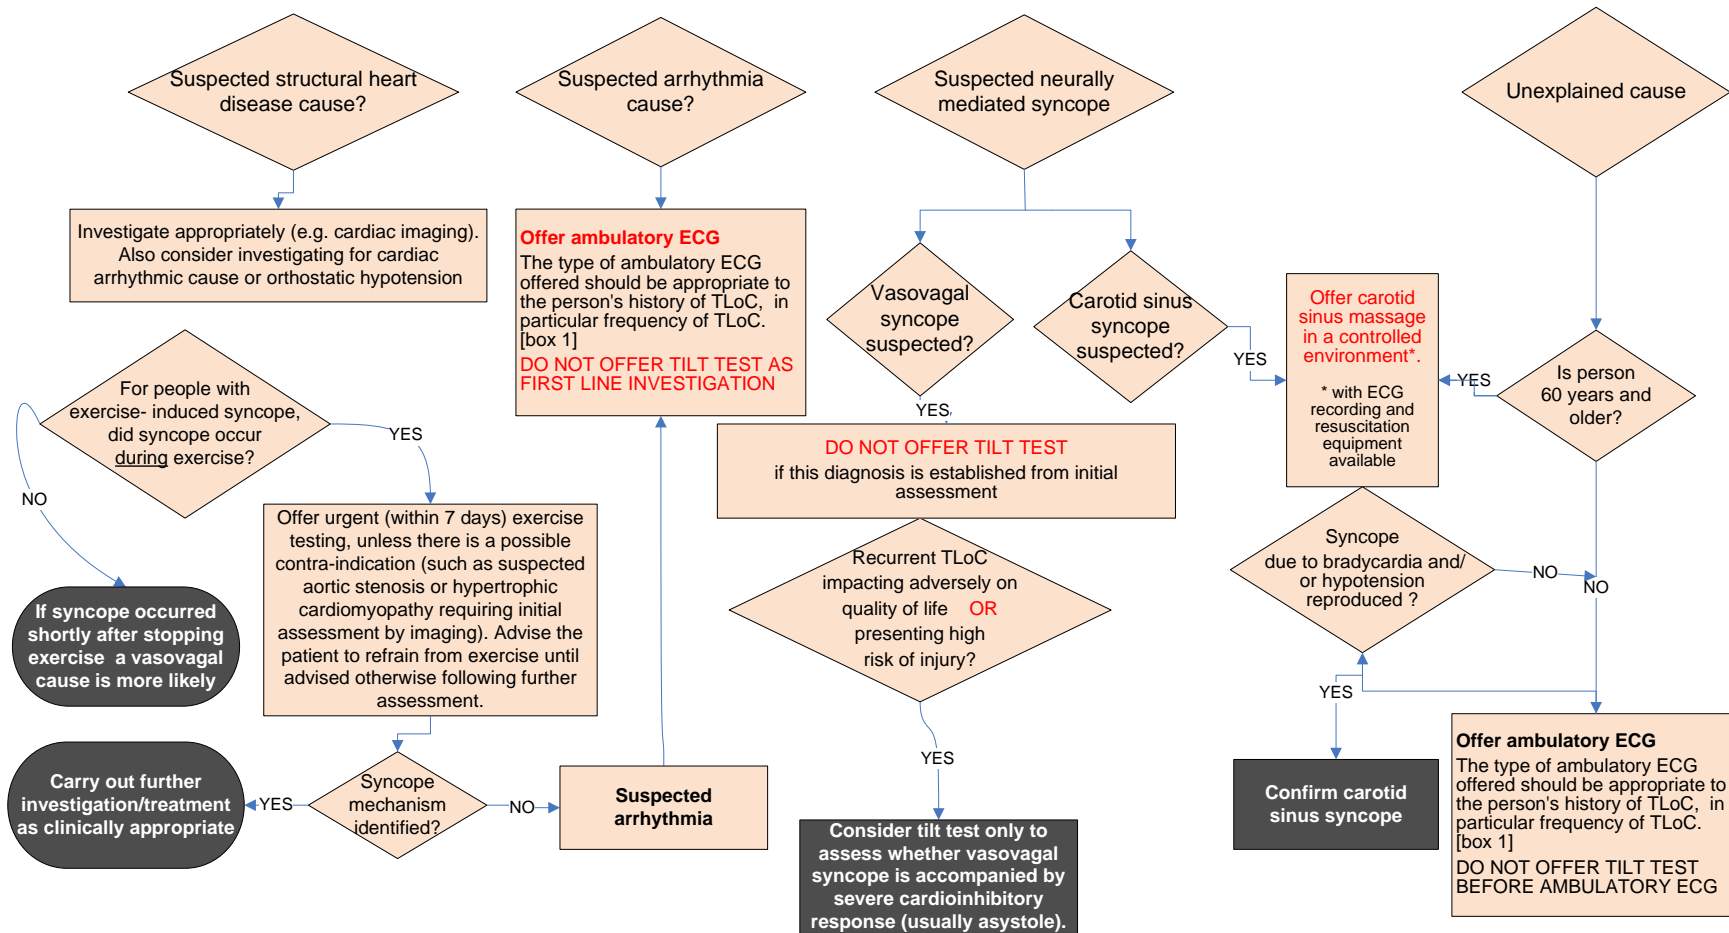 Suspected structural heart
disease cause?
Suspected arrhythmia
cause?
Suspected neurally
mediated syncope
Unexplained cause
Investigate appropriately (e.g. cardiac imaging).
Also consider investigating for cardiac
arrhythmic cause or orthostatic hypotension
Offer ambulatory ECG
The type of ambulatory ECG
offered should be appropriate to
the person's history of TLoC, in
particular frequency of TLoC.
[box 1]
DO NOT OFFER TILT TEST AS
FIRST LINE INVESTIGATION
Vasovagal
syncope
suspected?
YES
Carotid sinus
syncope
suspected?
YES
Offer carotid
sinus massage
in a controlled
environment*.
* with ECG
recording and
resuscitation
equipment
available
YES
Is person
60 years and
older?
For people with
exercise- induced syncope,
did syncope occur
during exercise?
YES
NO
DO NOT OFFER TILT TEST
if this diagnosis is established from initial
assessment
Offer urgent (within 7 days) exercise
testing, unless there is a possible
contra-indication (such as suspected
aortic stenosis or hypertrophic
cardiomyopathy requiring initial
assessment by imaging). Advise the
patient to refrain from exercise until
advised otherwise following further
assessment.
Recurrent TLoC
impacting adversely on
quality of life OR
presenting high
risk of injury?
YES
Syncope
due to bradycardia and/
or hypotension
reproduced ?
NO
NO
YES
If syncope occurred
shortly after stopping
exercise a vasovagal
cause is more likely
Carry out further
investigation/treatment
as clinically appropriate
YES
Syncope
mechanism
identified?
NO
Suspected
arrhythmia
Consider tilt test only to
assess whether vasovagal
syncope is accompanied by
severe cardioinhibitory
response (usually asystole).
Confirm carotid
sinus syncope
Offer ambulatory ECG
The type of ambulatory ECG
offered should be appropriate to
the person's history of TLoC, in
particular frequency of TLoC.
[box 1]
DO NOT OFFER TILT TEST
BEFORE AMBULATORY ECG